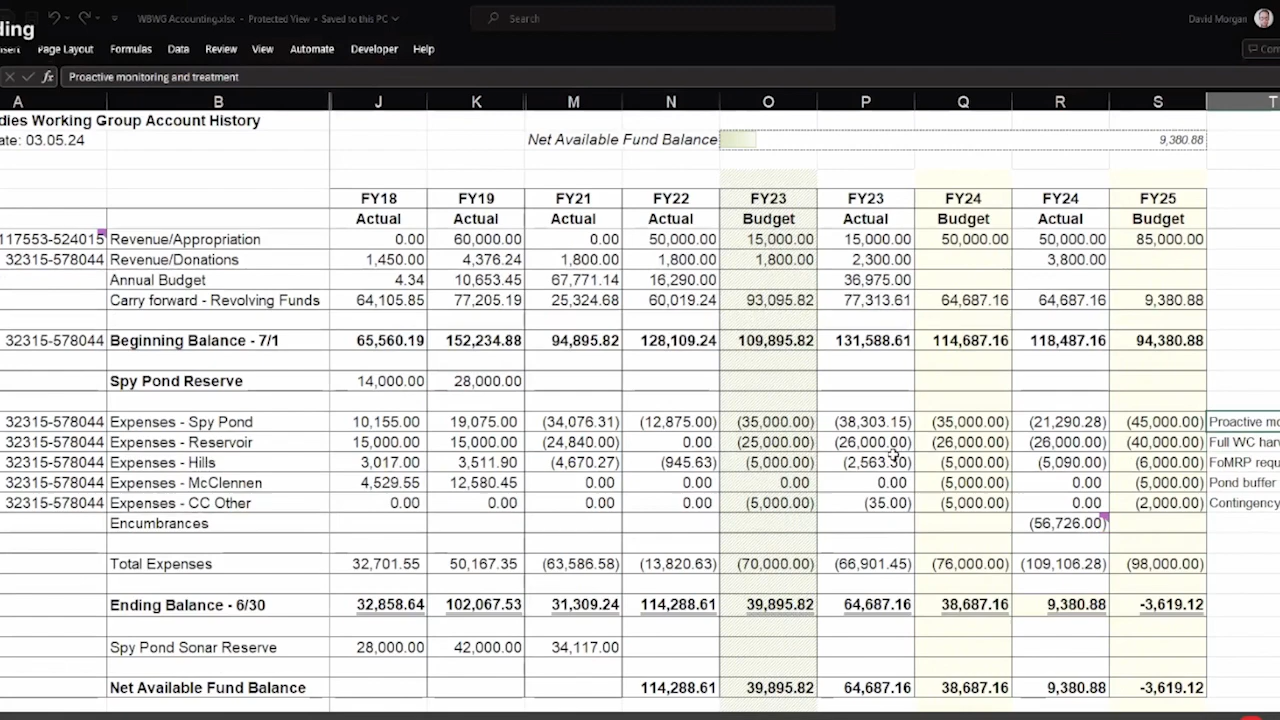 ding
WBWG Accounting.xlsx - Protected View • Saved to this PC
Search
David Morgan
nsert Page Layout Formulas Data Review View Automate Developer Help
Com
fx Proactive monitoring and treatment
A B J K M N O P Q R S T
dies Working Group Account History
ate: 03.05.24 Net Available Fund Balance 9,380.88
FY18 FY19 FY21 FY22 FY23 FY23 FY24 FY24 FY25
Actual Actual Actual Actual Budget Actual Budget Actual Budget
117553-524015 Revenue/Appropriation 0.00 60,000.00 0.00 50,000.00 15,000.00 15,000.00 50,000.00 50,000.00 85,000.00
32315-578044 Revenue/Donations 1,450.00 4,376.24 1,800.00 1,800.00 1,800.00 2,300.00 3,800.00
Annual Budget 4.34 10,653.45 67,771.14 16,290.00 36,975.00
Carry forward - Revolving Funds 64,105.85 77,205.19 25,324.68 60,019.24 93,095.82 77,313.61 64,687.16 64,687.16 9,380.88
32315-578044 Beginning Balance - 7/1 65,560.19 152,234.88 94,895.82 128,109.24 109,895.82 131,588.61 114,687.16 118,487.16 94,380.88
Spy Pond Reserve 14,000.00 28,000.00
32315-578044 Expenses - Spy Pond 10,155.00 19,075.00 (34,076.31) (12,875.00) (35,000.00) (38,303.15) (35,000.00) (21,290.28) (45,000.00) Proactive mo
32315-578044 Expenses - Reservoir 15,000.00 15,000.00 (24,840.00) 0.00 (25,000.00) (26,000.00) (26,000.00) (26,000.00) (40,000.00) Full WC har
32315-578044 Expenses - Hills 3,017.00 3,511.90 (4,670.27) (945.63) (5,000.00) (2,563.30) (5,000.00) (5,090.00) (6,000.00) FoMRP requ
32315-578044 Expenses - McClennen 4,529.55 12,580.45 0.00 0.00 0.00 0.00 (5,000.00) 0.00 (5,000.00) Pond buffer
32315-578044 Expenses - CC Other 0.00 0.00 0.00 0.00 (5,000.00) (35.00) (5,000.00) 0.00 (2,000.00) Contingency
Encumbrances (56,726.00)
Total Expenses 32,701.55 50,167.35 (63,586.58) (13,820.63) (70,000.00) (66,901.45) (76,000.00) (109,106.28) (98,000.00)
Ending Balance - 6/30 32,858.64 102,067.53 31,309.24 114,288.61 39,895.82 64,687.16 38,687.16 9,380.88 -3,619.12
Spy Pond Sonar Reserve 28,000.00 42,000.00 34,117.00
Net Available Fund Balance 114,288.61 39,895.82 64,687.16 38,687.16 9,380.88 -3,619.12